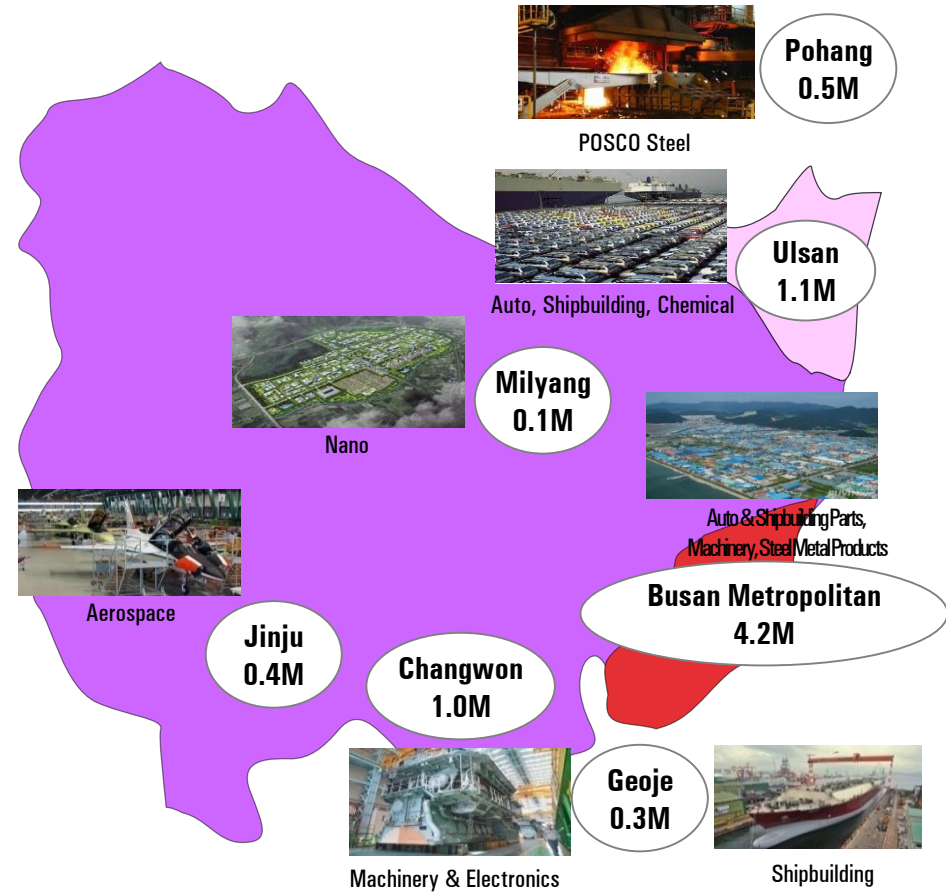 Pohang
0.5M
POSCO Steel
Ulsan
1.1M
Auto, Shipbuilding, Chemical
Milyang
0.1M
Nano
Auto & Shipbuilding Parts,
Machinery, Steel Metal Products
Aerospace
Busan Metropolitan
4.2M
Jinju
0.4M
Changwon
1.0M
Geoje
0.3M
Machinery & Electronics
Shipbuilding